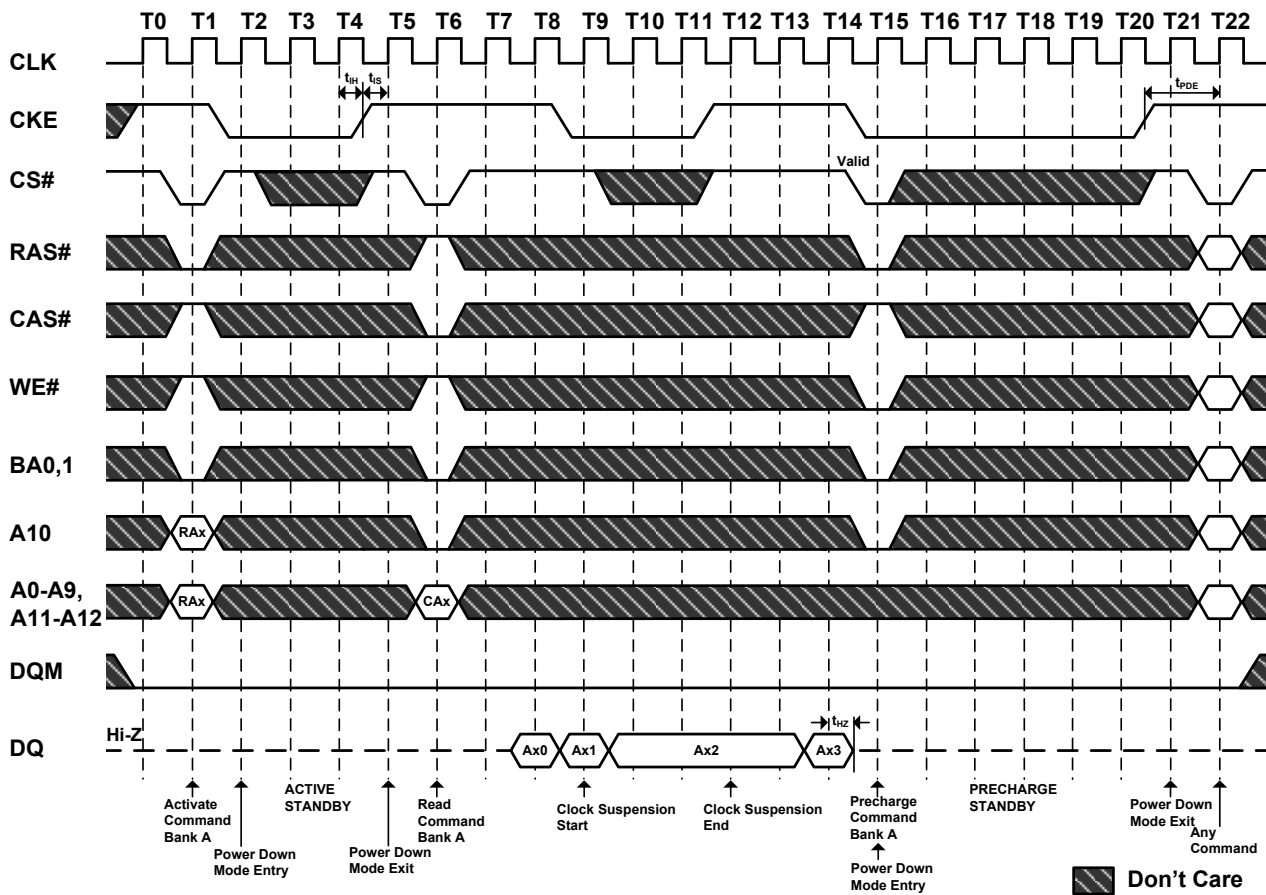 T0 T1 T2 T3 T4 T5 T6 T7 T8 T9 T10 T11 T12 T13 T14 T15 T16 T17 T18 T19 T20 T21 T22
CLK
tIH tIS tPDE
CKE
Valid
CS#
RAS#
CAS#
WE#
BA0,1
A10 RAx
A0-A9,
A11-A12 RAx CAx
DQM
Hi-Z tHZ
DQ Ax0 Ax1 Ax2 Ax3
Activate
Command
Bank A
ACTIVE
STANDBY
Power Down
Mode Entry
Power Down
Mode Exit
Read
Command
Bank A
Clock Suspension
Start
Clock Suspension
End
Precharge
Command
Bank A
Power Down
Mode Entry
PRECHARGE
STANDBY
Power Down
Mode Exit
Any
Command
Don't Care